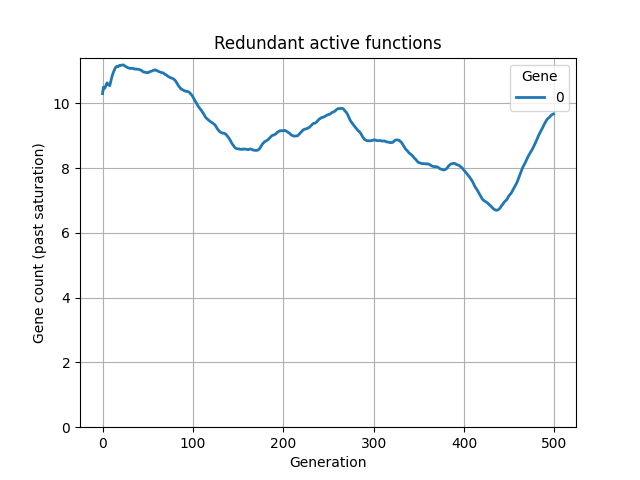 Redundant active functions
Gene
0
Gene count (past saturation)
10
8
6
4
2
0
0 100 200 300 400 500
Generation